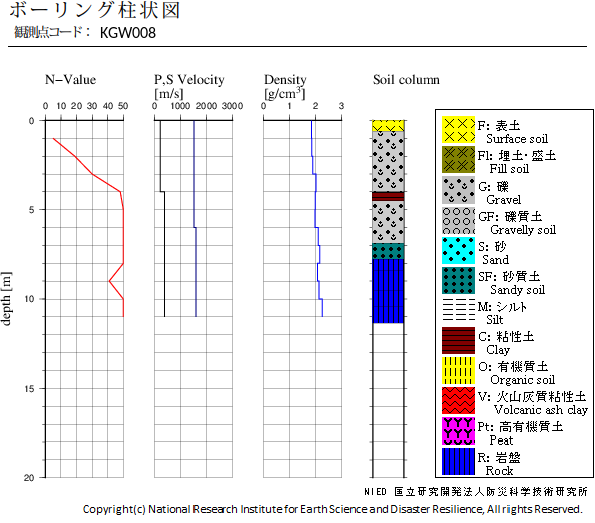 ボーリング柱状図
観測点コード： KGW008
N−Value
P,S Velocity
[m/s]
Density
[g/cm3]
Soil column
0 10 20 30 40 50
0 1000 2000 3000
0 1 2 3
0
5
10
15
20
depth [m]
F: 表土
Surface soil
Fl: 埋土・盛土
Fill soil
G: 礫
Gravel
GF: 礫質土
Gravelly soil
S: 砂
Sand
SF: 砂質土
Sandy soil
M: シルト
Silt
C: 粘性土
Clay
O: 有機質土
Organic soil
V: 火山灰質粘性土
Volcanic ash clay
Pt: 高有機質土
Peat
R: 岩盤
Rock
NIED 国立研究開発法人防災科学技術研究所
Copyright(c) National Research Institute for Earth Science and Disaster Resilience, All rights Reserved.